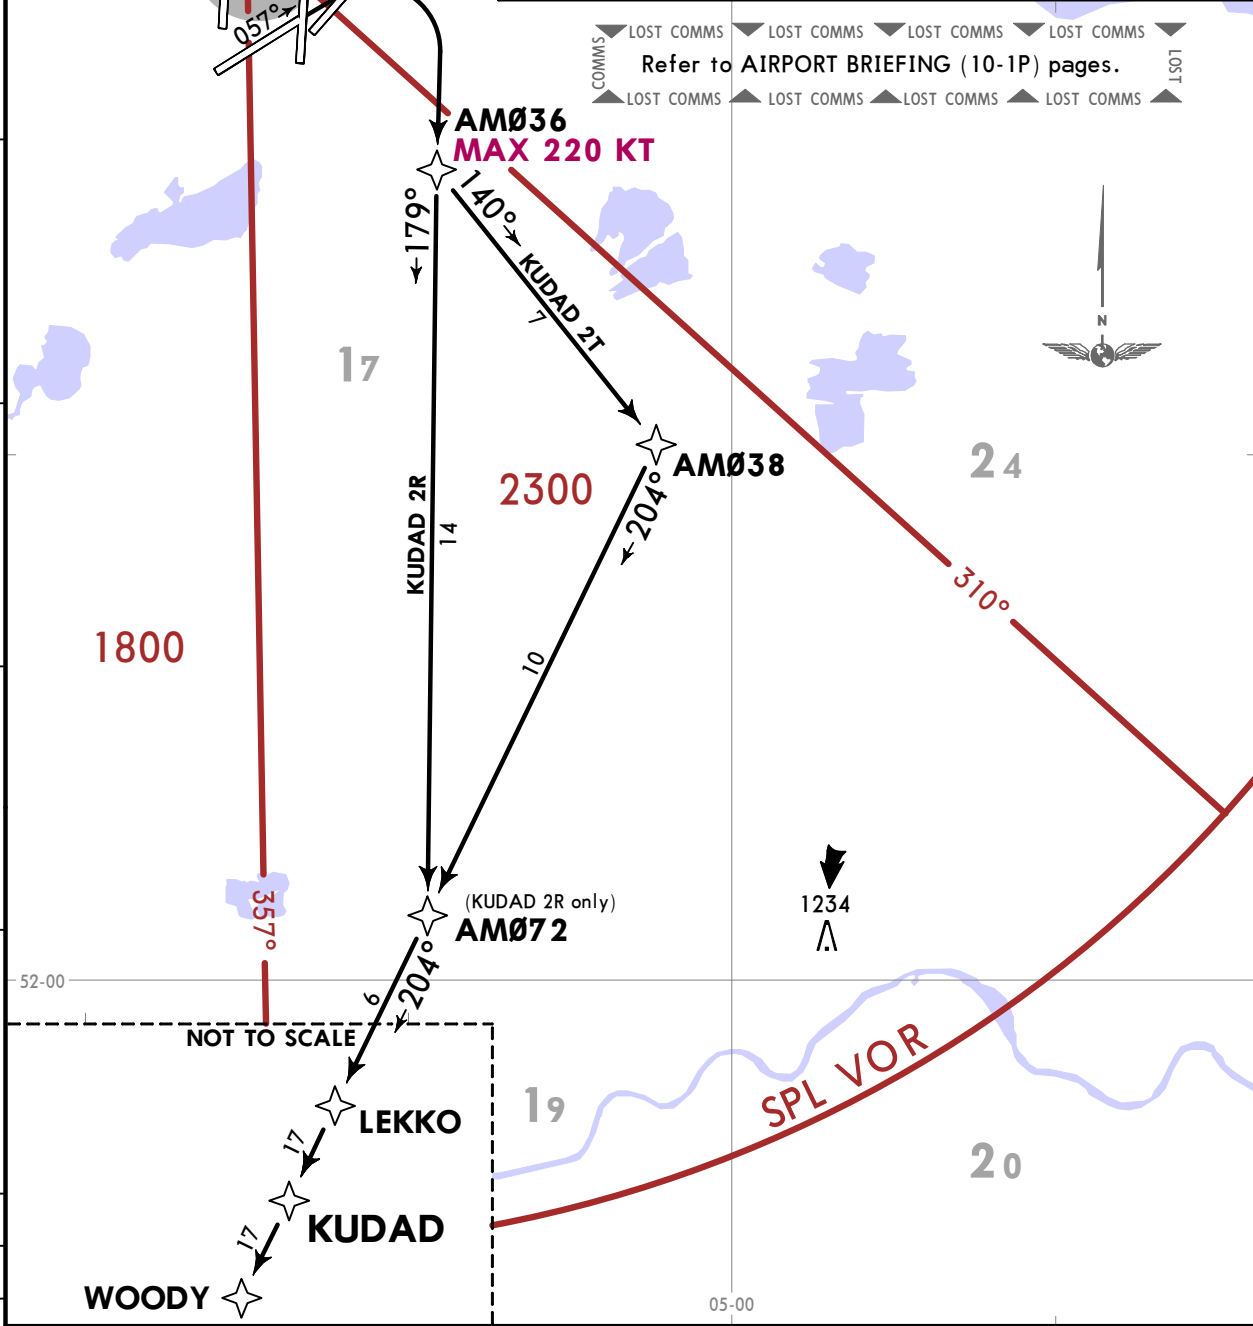 057°
LOST COMMS LOST COMMS LOST COMMS LOST COMMS
COMMS
Refer to AIRPORT BRIEFING (10-1P) pages.
LOST
LOST COMMS LOST COMMS LOST COMMS LOST COMMS
AMØ36
MAX 220 KT
179°
140°
KUDAD 2T
7
N
17
24
AMØ38
2300
204°
KUDAD 2R
14
310°
1800
10
357°
(KUDAD 2R only)
AMØ72
1234
204°
6
52-00
NOT TO SCALE
SPL VOR
19
LEKKO
17
20
KUDAD
17
WOODY
05-00